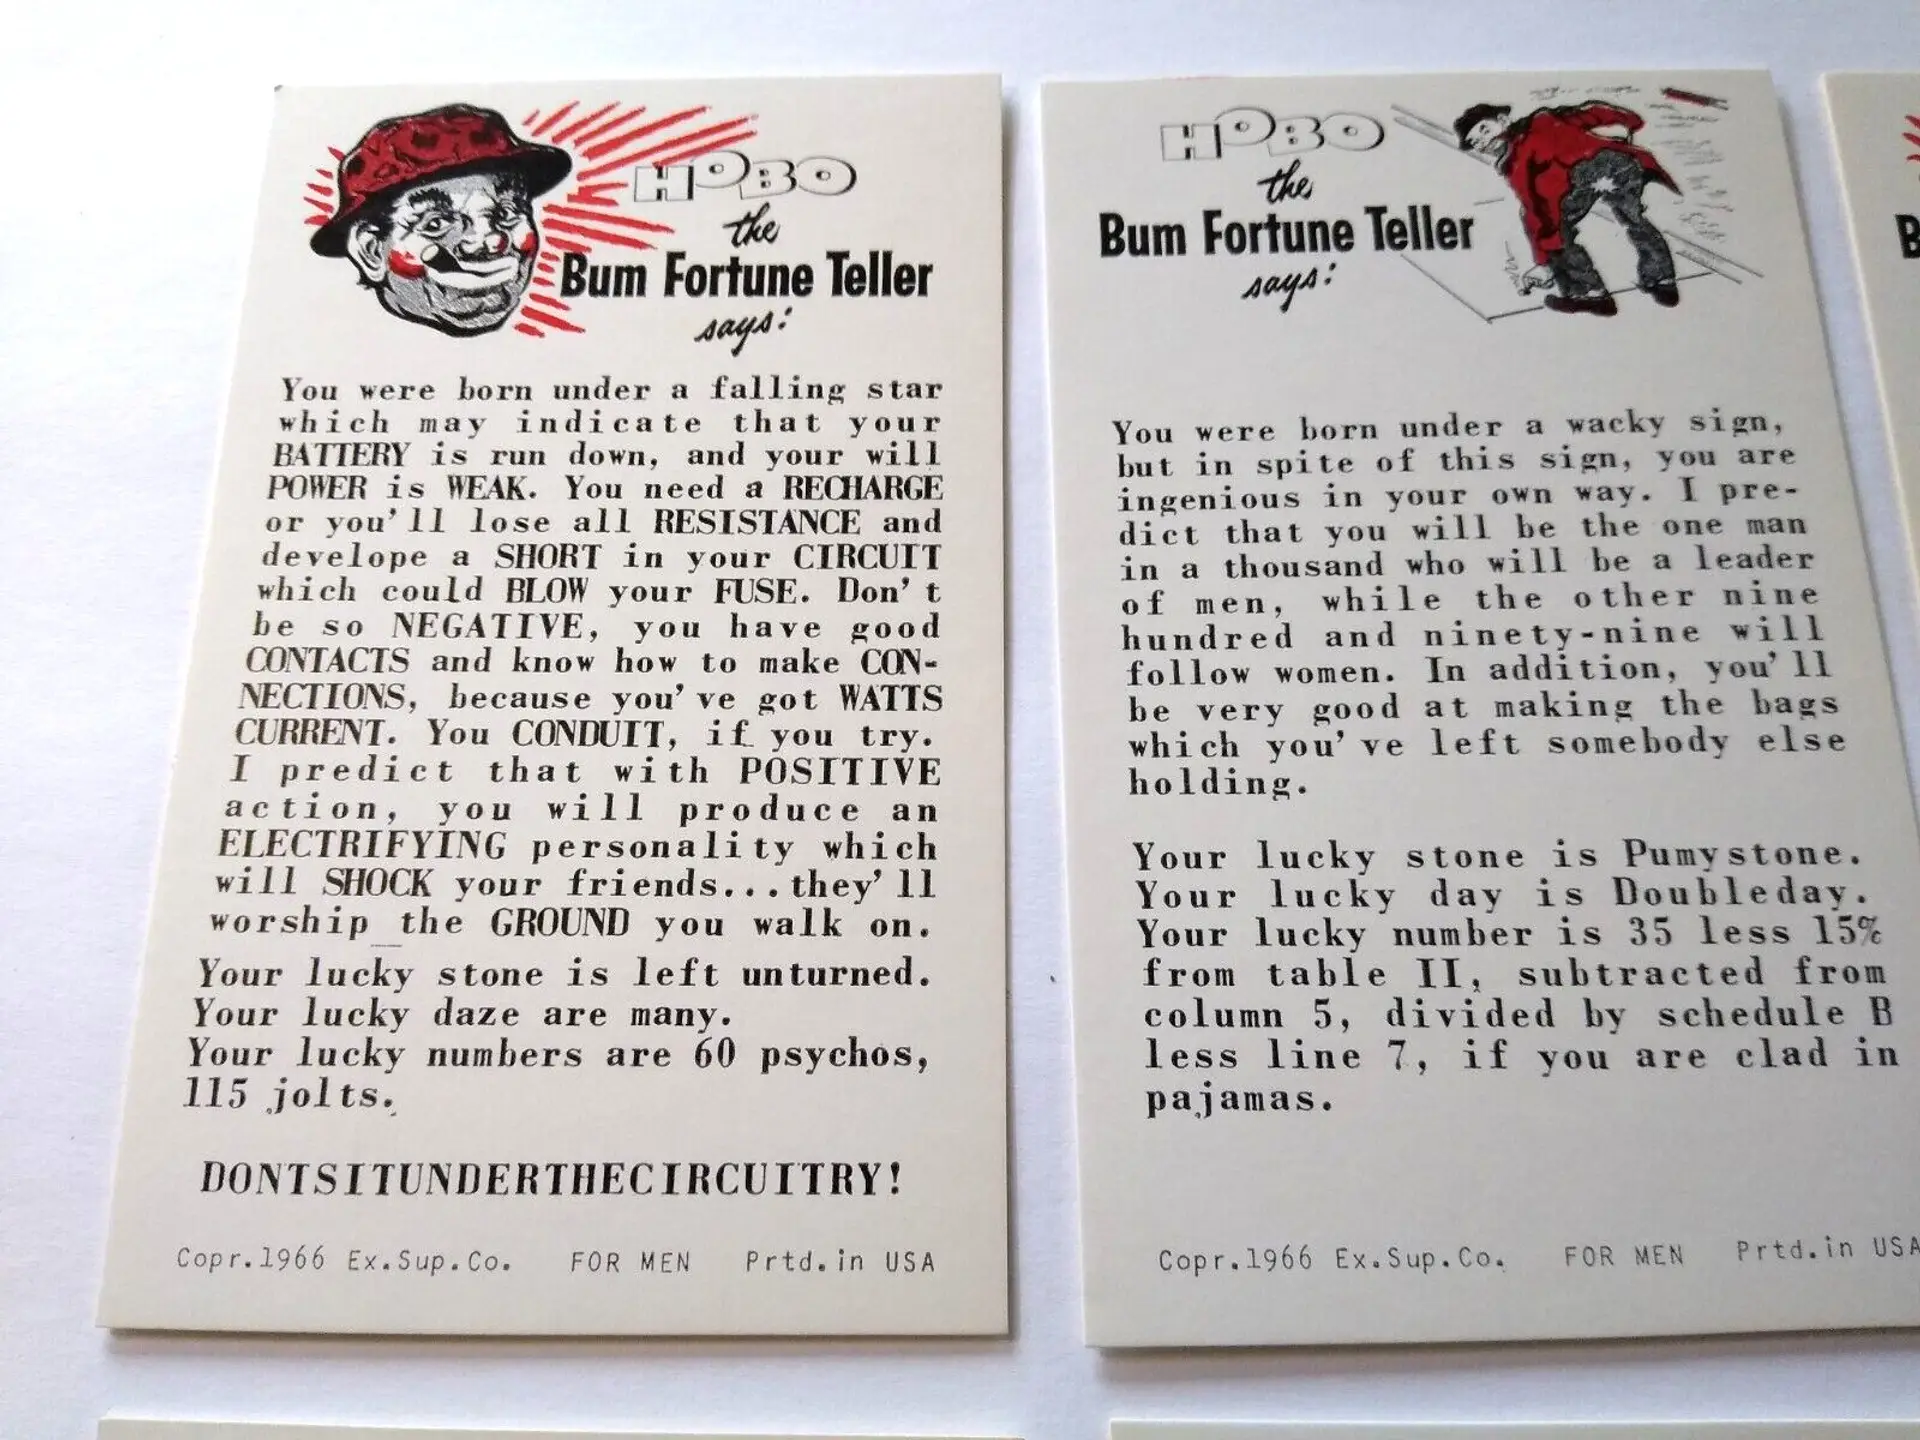 HOBO
the
Bum Fortune Teller
says:
You were born under a falling star
which may indicate that your
BATTERY is run down, and your will
POWER is WEAK. You need a RECHARGE
or you'll lose all RESISTANCE and
develope a SHORT in your CIRCUIT
which could BLOW your FUSE. Don't
be so NEGATIVE, you have good
CONTACTS and know how to make CON-
NECTIONS, because you've got WATTS
CURRENT. You CONDUIT, if you try.
I predict that with POSITIVE
action, you will produce an
ELECTRIFYING personality which
will SHOCK your friends...they'll
worship the GROUND you walk on.
Your lucky stone is left unturned.
Your lucky daze are many.
Your lucky numbers are 60 psychos,
115 jolts.
DONTSITUNDERTHECIRCUITRY!
Copr.1966 Ex.Sup.Co. FOR MEN Prtd.in USA
HOBO
the
Bum Fortune Teller
says:
You were born under a wacky sign,
but in spite of this sign, you are
ingenious in your own way. I pre-
dict that you will be the one man
in a thousand who will be a leader
of men, while the other nine
hundred and ninety-nine will
follow women. In addition, you'll
be very good at making the bags
which you've left somebody else
holding.
Your lucky stone is Pumystone.
Your lucky day is Doubleday.
Your lucky number is 35 less 15%
from table II, subtracted from
column 5, divided by schedule B
less line 7, if you are clad in
pajamas.
Copr.1966 Ex.Sup.Co. FOR MEN Prtd.in USA
B